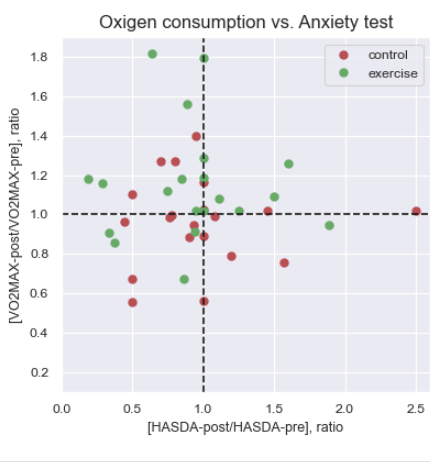 Oxigen consumption vs. Anxiety test
control
exercise
[VO2MAX-post/VO2MAX-pre], ratio
1.8
1.6
1.4
1.2
1.0
0.8
0.6
0.4
0.2
0.0 0.5 1.0 1.5 2.0 2.5
[HASDA-post/HASDA-pre], ratio